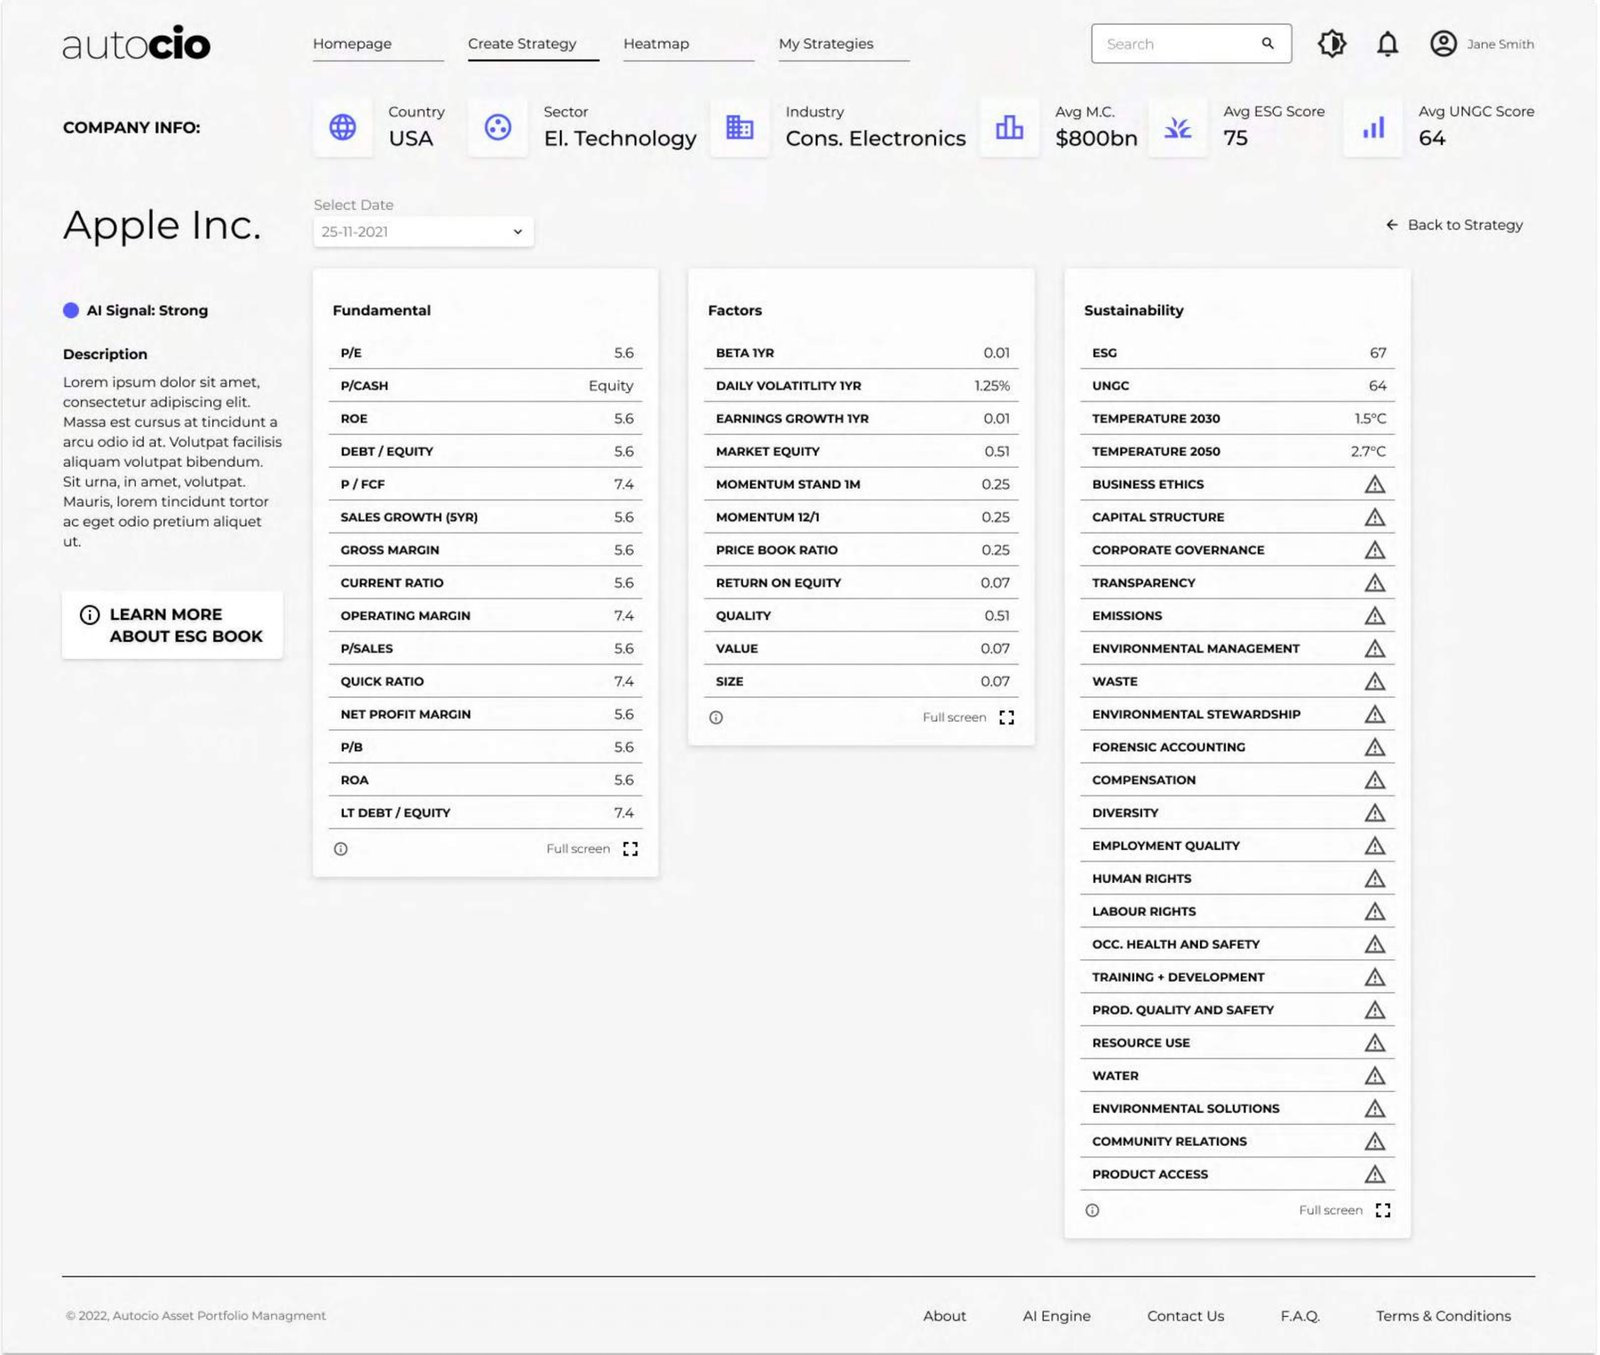 autocio
Homepage
Create Strategy
Heatmap
My Strategies
Search
Jane Smith
COMPANY INFO:
Country
USA
Sector
El. Technology
Industry
Cons. Electronics
Avg M.C.
$800bn
Avg ESG Score
75
Avg UNGC Score
64
Apple Inc.
Select Date
25-11-2021
Back to Strategy
AI Signal: Strong
Description
Lorem ipsum dolor sit amet,
consectetur adipiscing elit.
Massa est cursus at tincidunt a
arcu odio id at. Volutpat facilisis
aliquam volutpat bibendum.
Sit urna, in amet, volutpat.
Mauris, lorem tincidunt tortor
ac eget odio pretium aliquet
ut.
LEARN MORE
ABOUT ESG BOOK
Fundamental
P/E 5.6
P/CASH Equity
ROE 5.6
DEBT / EQUITY 5.6
P / FCF 7.4
SALES GROWTH (5YR) 5.6
GROSS MARGIN 5.6
CURRENT RATIO 5.6
OPERATING MARGIN 7.4
P/SALES 5.6
QUICK RATIO 7.4
NET PROFIT MARGIN 5.6
P/B 5.6
ROA 5.6
LT DEBT / EQUITY 7.4
Full screen
Factors
BETA 1YR 0.01
DAILY VOLATITLITY 1YR 1.25%
EARNINGS GROWTH 1YR 0.01
MARKET EQUITY 0.51
MOMENTUM STAND 1M 0.25
MOMENTUM 12/1 0.25
PRICE BOOK RATIO 0.25
RETURN ON EQUITY 0.07
QUALITY 0.51
VALUE 0.07
SIZE 0.07
Full screen
Sustainability
ESG 67
UNGC 64
TEMPERATURE 2030 1.5°C
TEMPERATURE 2050 2.7°C
BUSINESS ETHICS
CAPITAL STRUCTURE
CORPORATE GOVERNANCE
TRANSPARENCY
EMISSIONS
ENVIRONMENTAL MANAGEMENT
WASTE
ENVIRONMENTAL STEWARDSHIP
FORENSIC ACCOUNTING
COMPENSATION
DIVERSITY
EMPLOYMENT QUALITY
HUMAN RIGHTS
LABOUR RIGHTS
OCC. HEALTH AND SAFETY
TRAINING + DEVELOPMENT
PROD. QUALITY AND SAFETY
RESOURCE USE
WATER
ENVIRONMENTAL SOLUTIONS
COMMUNITY RELATIONS
PRODUCT ACCESS
Full screen
© 2022, Autocio Asset Portfolio Managment
About
AI Engine
Contact Us
F.A.Q.
Terms & Conditions